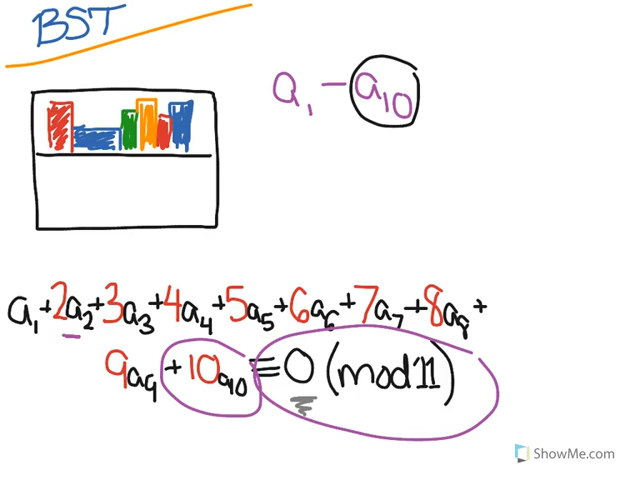 BST
a₁ - a₁₀
a₁ + 2a₂ + 3a₃ + 4a₄ + 5a₅ + 6a₆ + 7a₇ + 8a₈ +
9a₉ + 10a₁₀ ≡ 0 (mod 11)
ShowMe.com